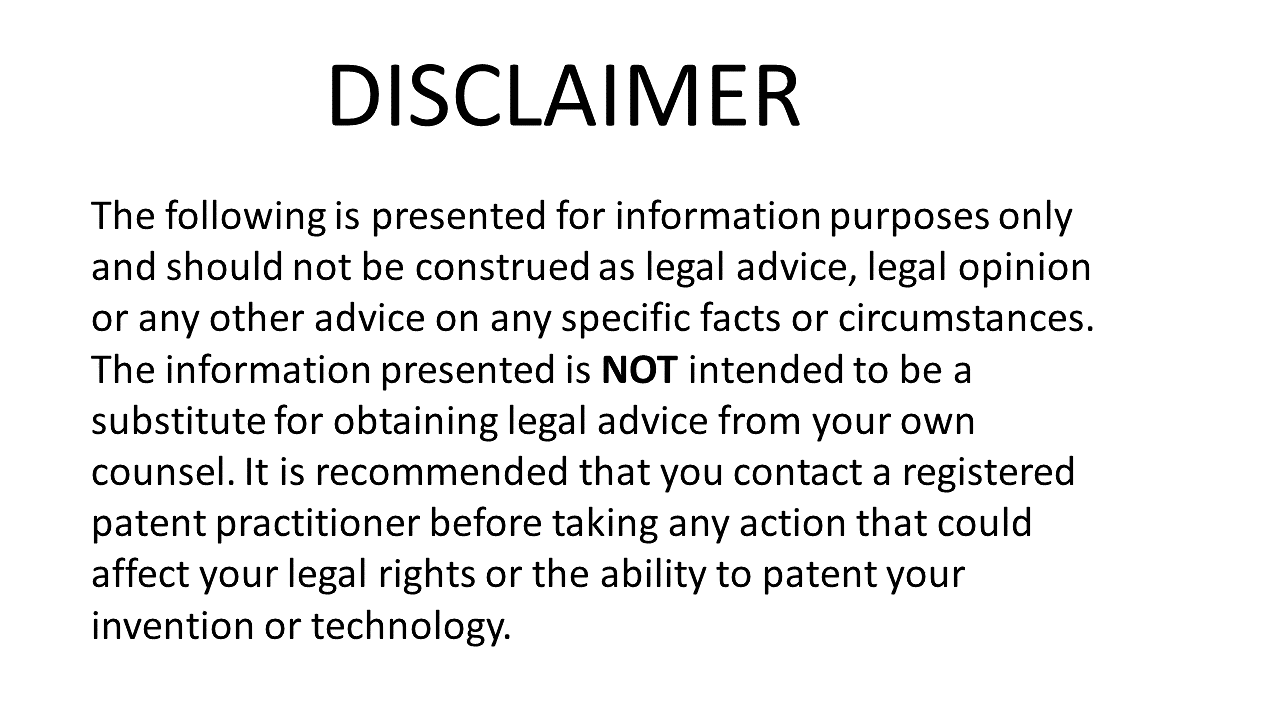 DISCLAIMER
The following is presented for information purposes only
and should not be construed as legal advice, legal opinion
or any other advice on any specific facts or circumstances.
The information presented is NOT intended to be a
substitute for obtaining legal advice from your own
counsel. It is recommended that you contact a registered
patent practitioner before taking any action that could
affect your legal rights or the ability to patent your
invention or technology.